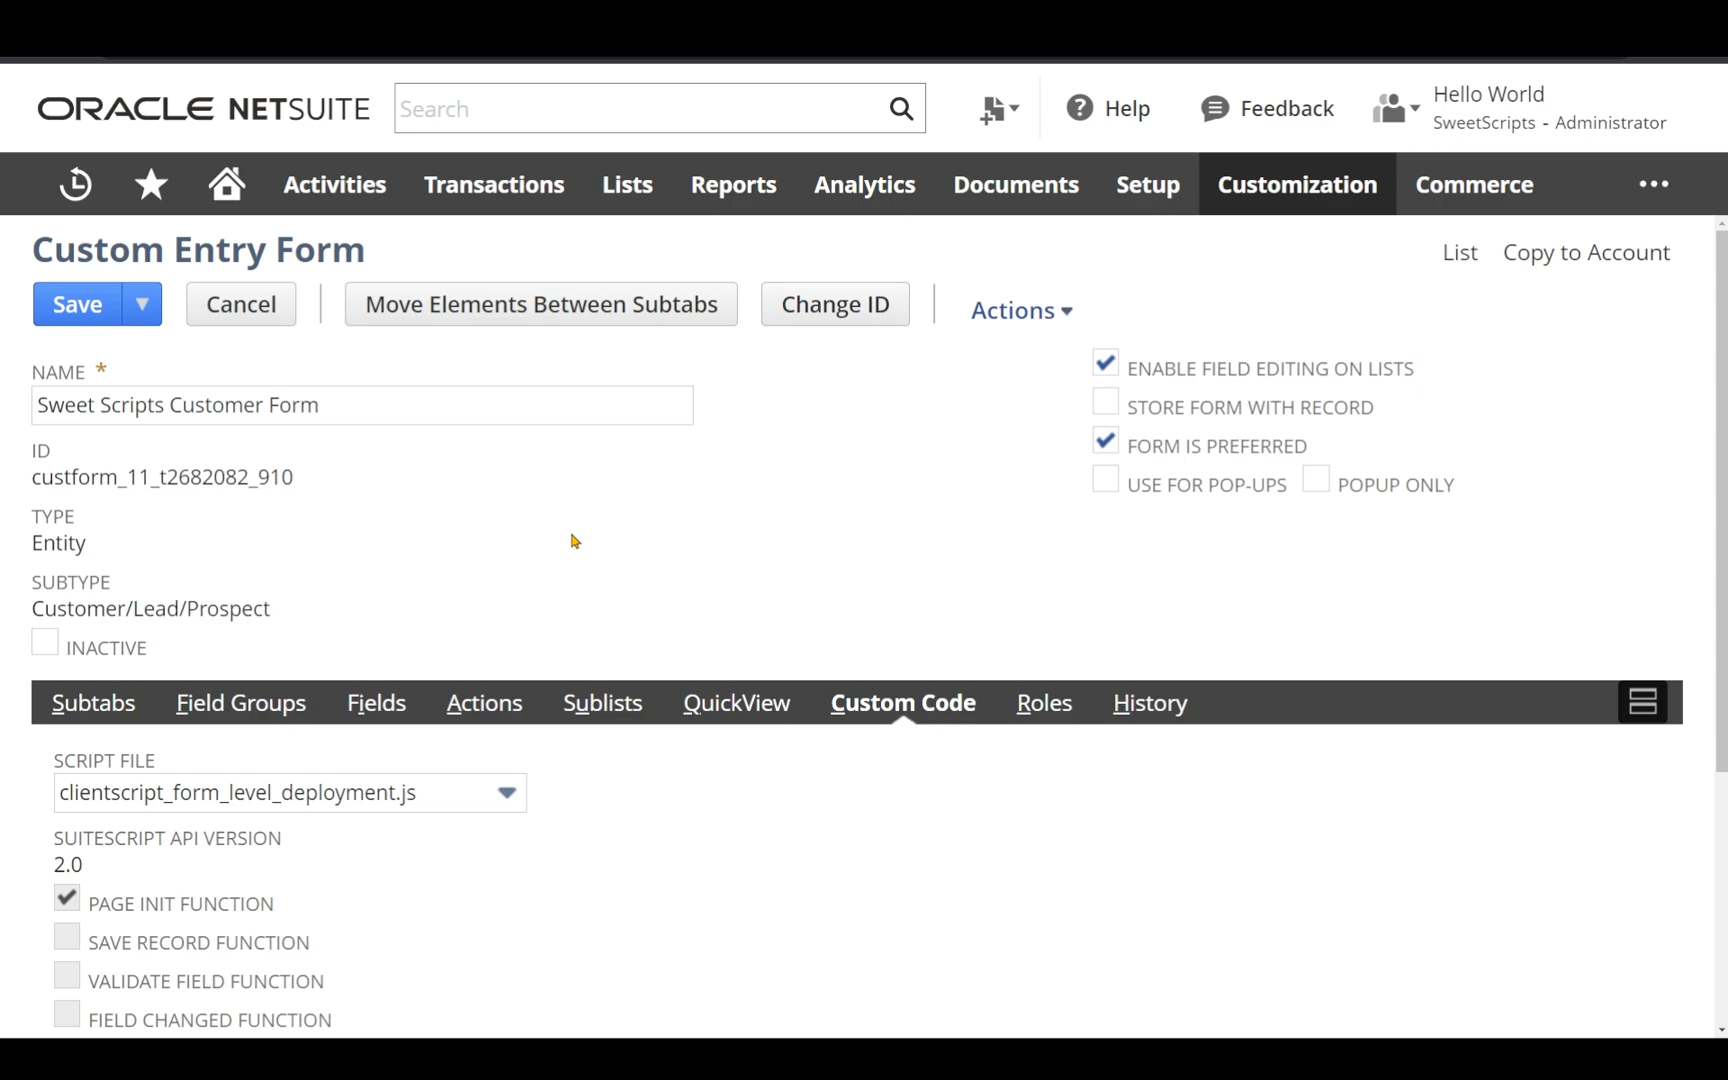 ORACLE NETSUITE Search Help Feedback Hello World
SweetScripts - Administrator
Activities Transactions Lists Reports Analytics Documents Setup Customization Commerce •••
Custom Entry Form List Copy to Account
Save Cancel Move Elements Between Subtabs Change ID Actions
NAME *
Sweet Scripts Customer Form
ID
custform_11_t2682082_910
TYPE
Entity
SUBTYPE
Customer/Lead/Prospect
INACTIVE
ENABLE FIELD EDITING ON LISTS
STORE FORM WITH RECORD
FORM IS PREFERRED
USE FOR POP-UPS POPUP ONLY
Subtabs Field Groups Fields Actions Sublists QuickView Custom Code Roles History
SCRIPT FILE
clientscript_form_level_deployment.js
SUITESCRIPT API VERSION
2.0
PAGE INIT FUNCTION
SAVE RECORD FUNCTION
VALIDATE FIELD FUNCTION
FIELD CHANGED FUNCTION